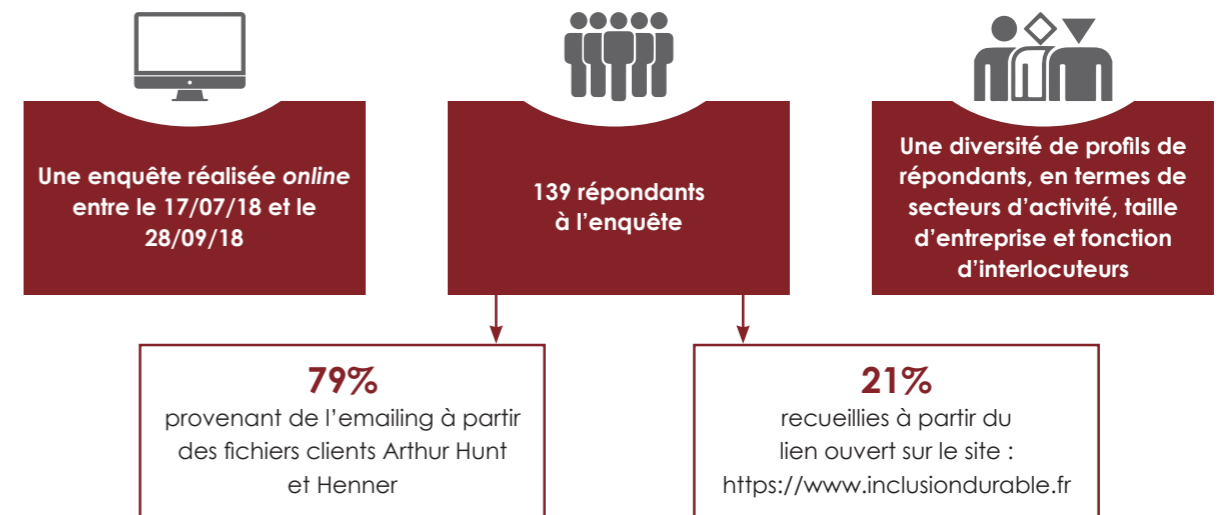 Une enquête réalisée online
entre le 17/07/18 et le
28/09/18
139 répondants
à l'enquête
Une diversité de profils de
répondants, en termes de
secteurs d'activité, taille
d'entreprise et fonction
d'interlocuteurs
79%
provenant de l'emailing à partir
des fichiers clients Arthur Hunt
et Henner
21%
recueillies à partir du
lien ouvert sur le site :
https://www.inclusiondurable.fr